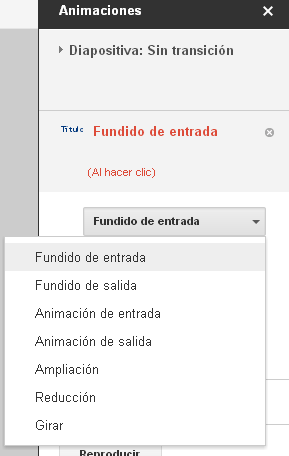 Animaciones
Diapositiva: Sin transición
Título Fundido de entrada
(Al hacer clic)
Fundido de entrada
Fundido de entrada
Fundido de salida
Animación de entrada
Animación de salida
Ampliación
Reducción
Girar
Reproducir